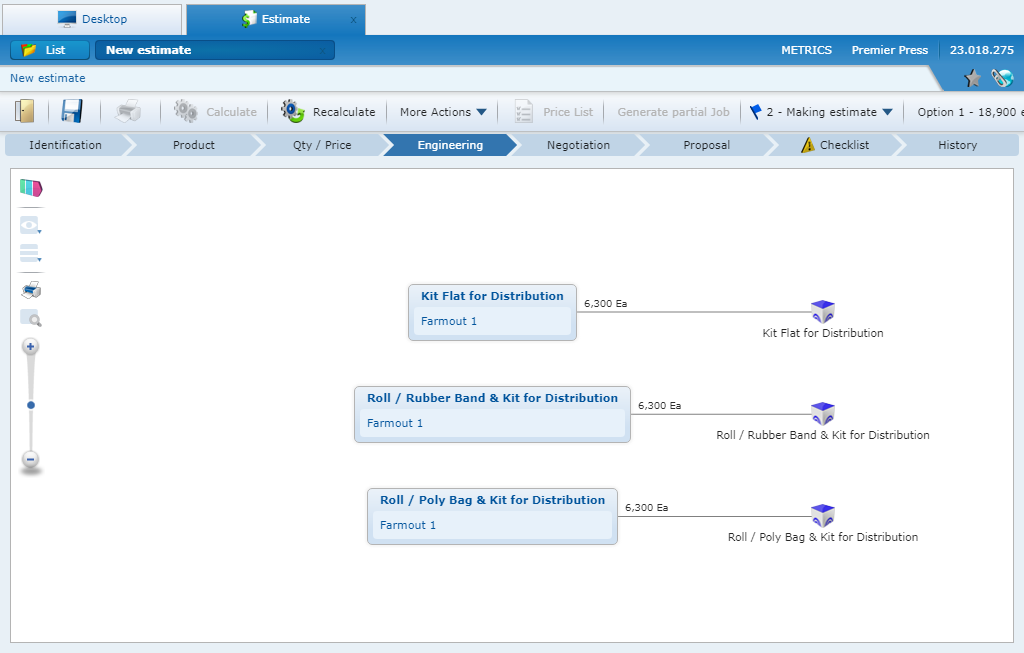 Desktop
Estimate x
List
New estimate x
METRICS Premier Press 23.018.275
New estimate
Calculate Recalculate More Actions Price List Generate partial Job 2 - Making estimate Option 1 - 18,900 e
Identification Product Qty / Price Engineering Negotiation Proposal Checklist History
Kit Flat for Distribution
Farmout 1
6,300 Ea
Kit Flat for Distribution
Roll / Rubber Band & Kit for Distribution
Farmout 1
6,300 Ea
Roll / Rubber Band & Kit for Distribution
Roll / Poly Bag & Kit for Distribution
Farmout 1
6,300 Ea
Roll / Poly Bag & Kit for Distribution